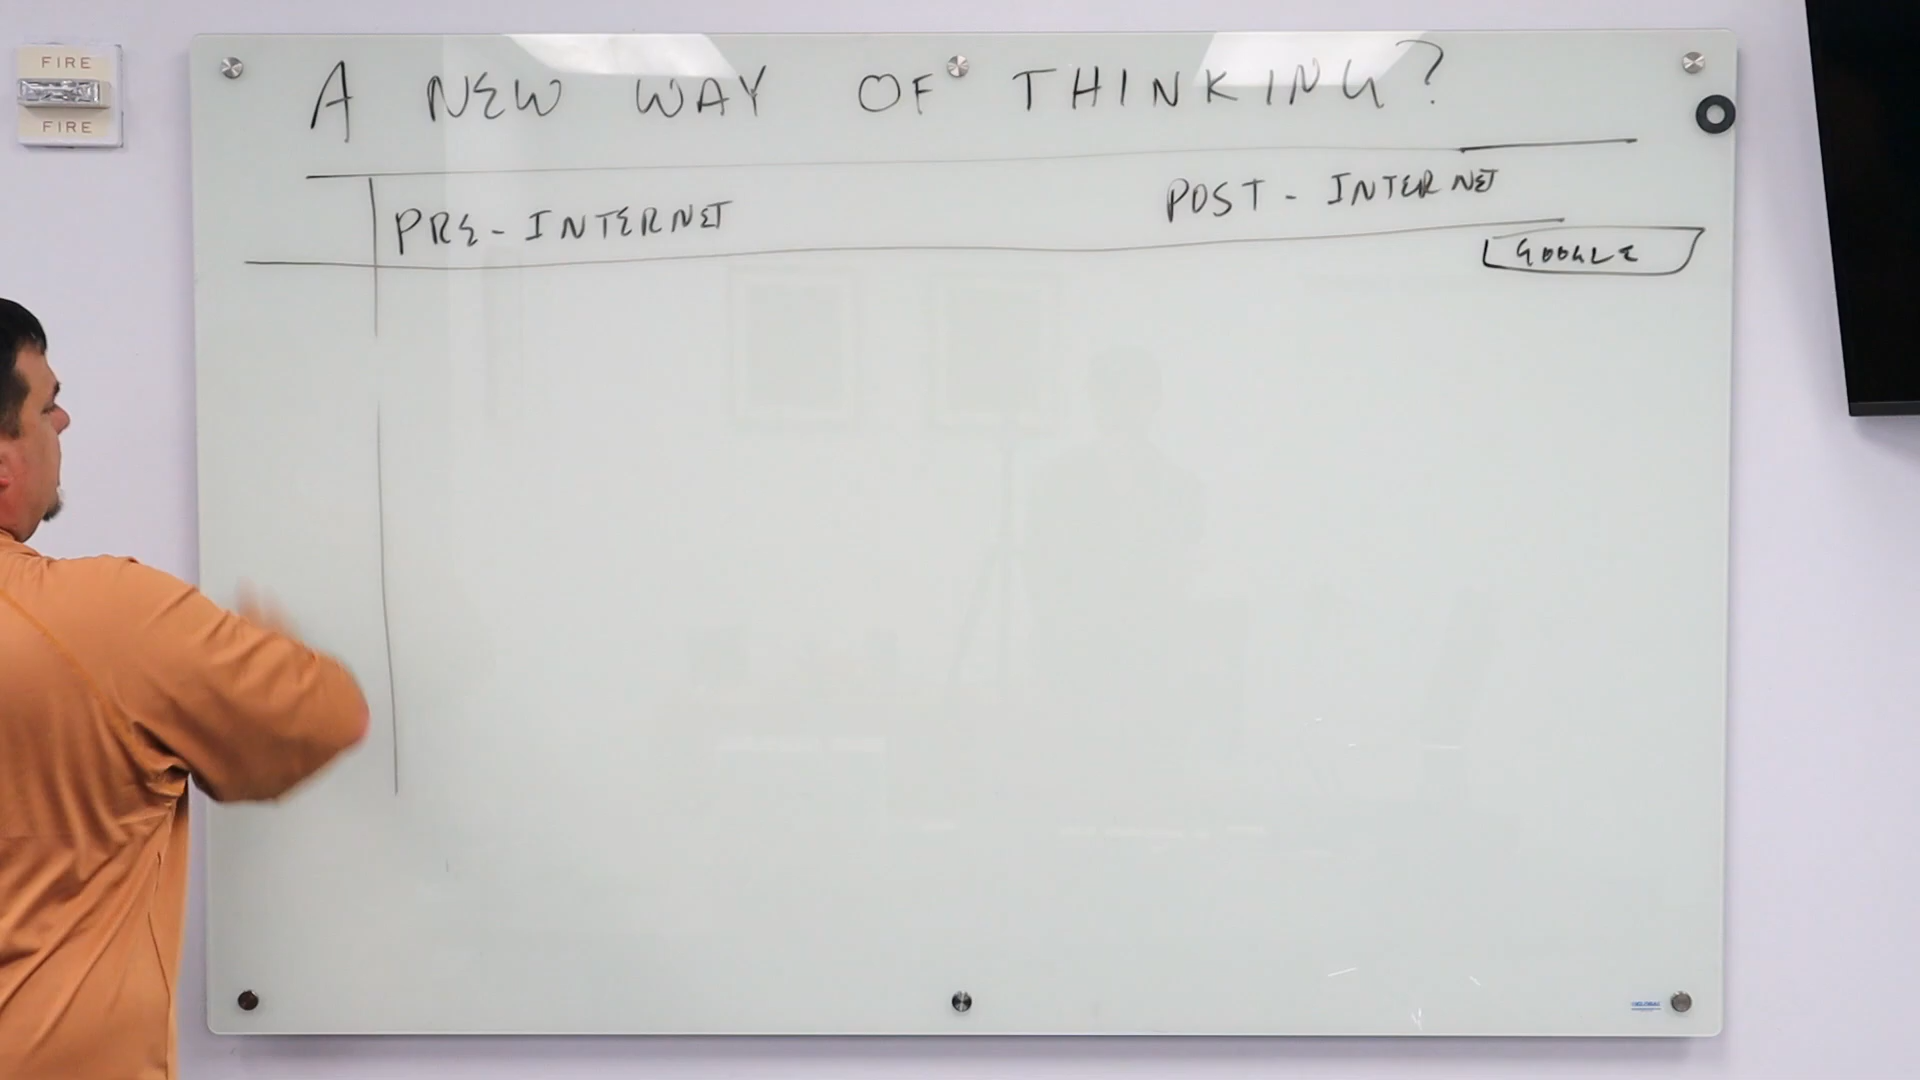 FIRE
FIRE
A NEW WAY OF THINKING?
PRE-INTERNET
POST-INTERNET
GOOGLE